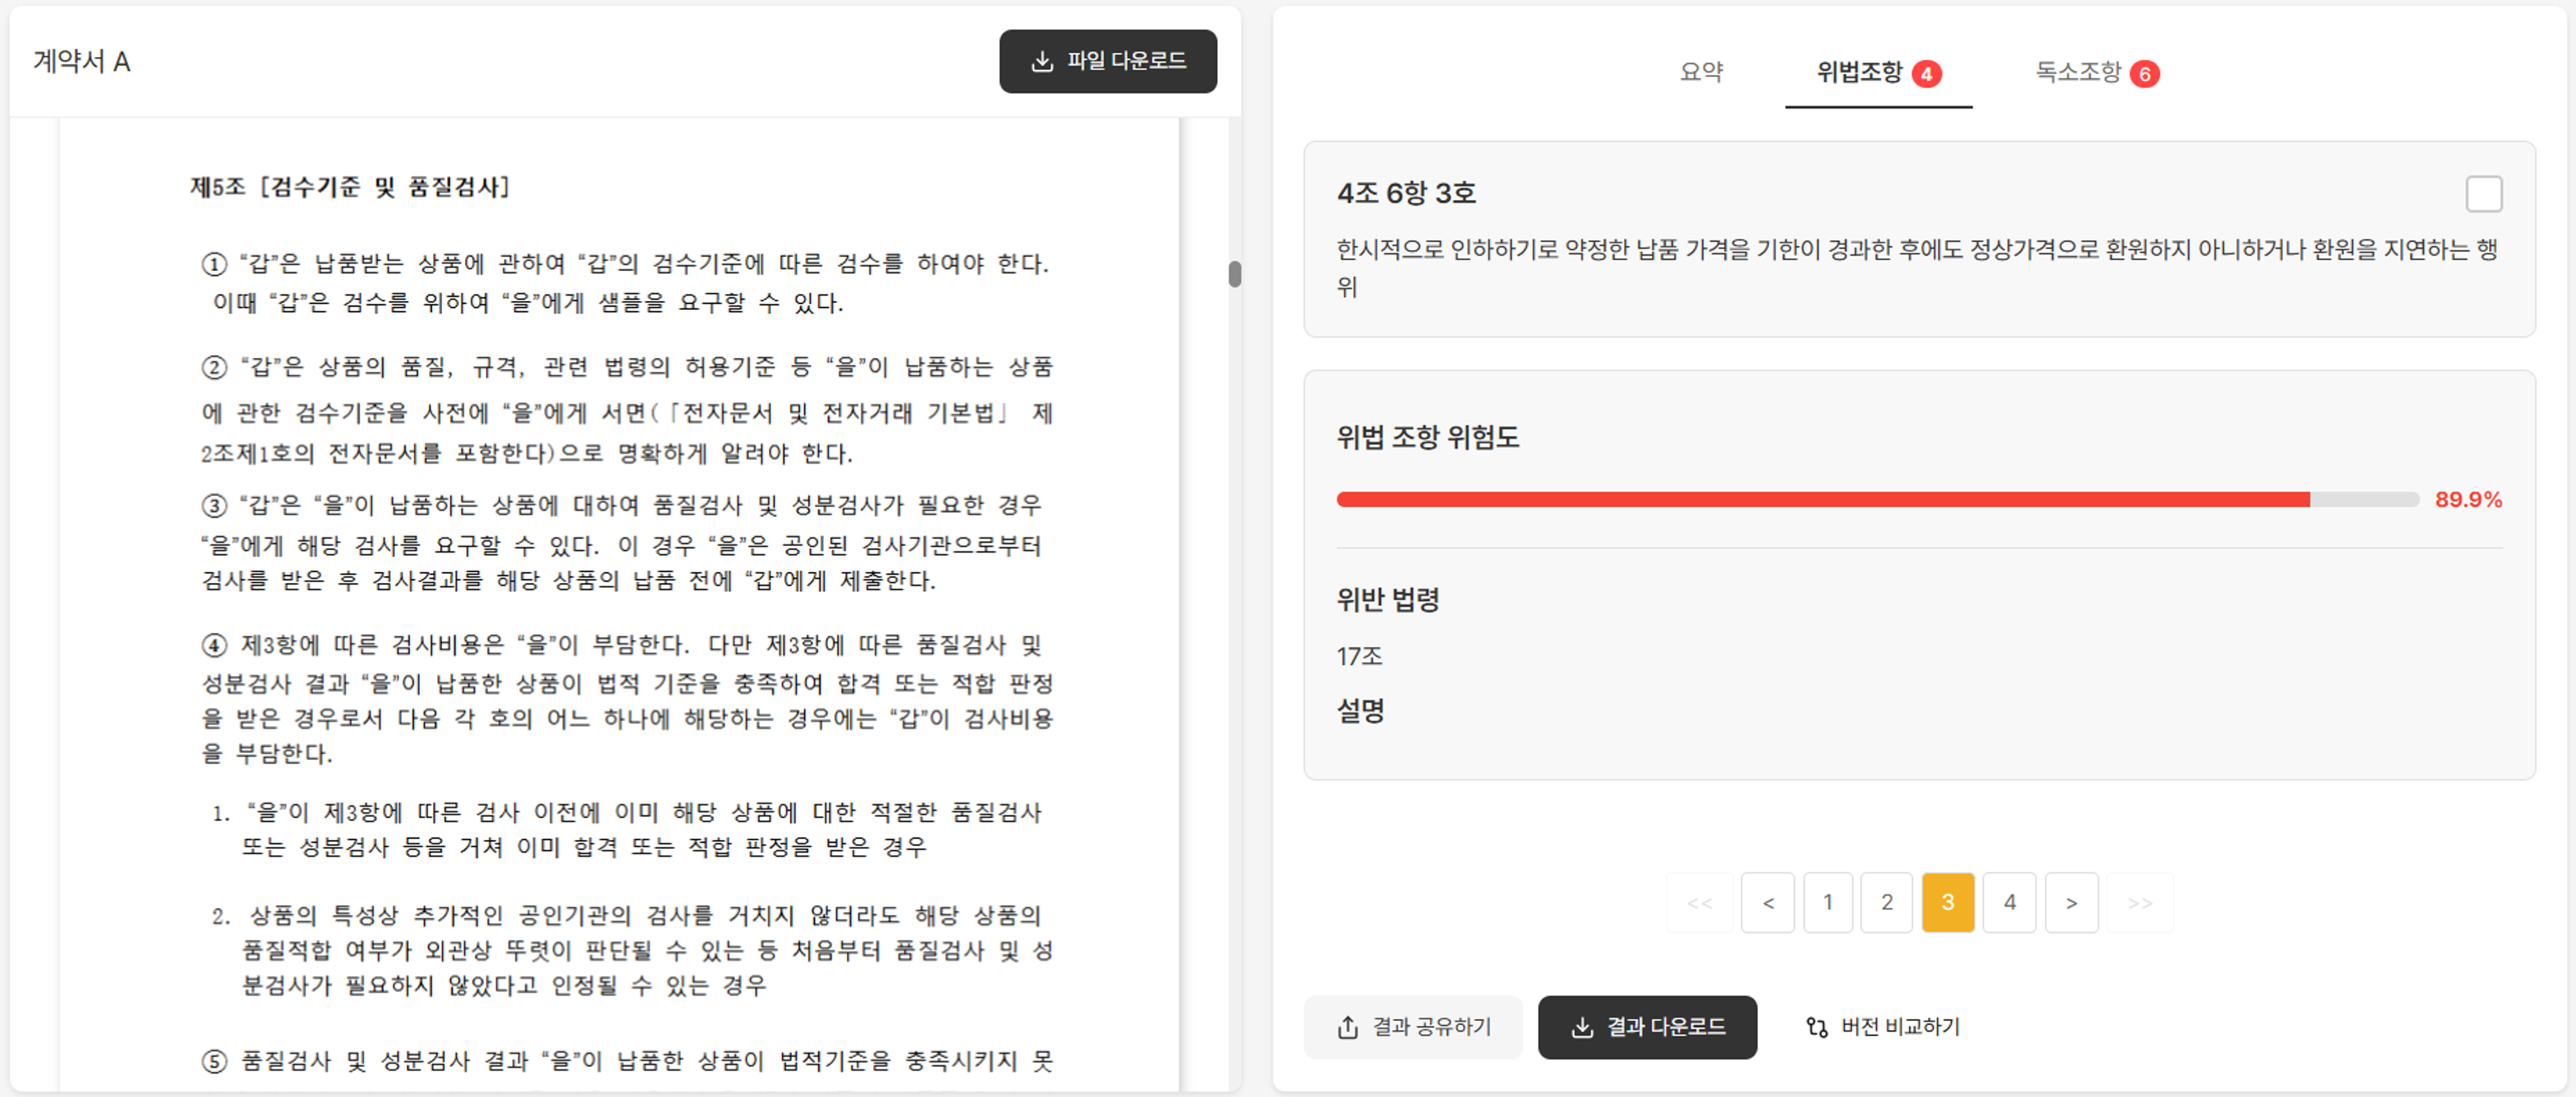 계약서 A
파일 다운로드
제5조 [검수기준 및 품질검사]
① “갑”은 납품받는 상품에 관하여 “갑”의 검수기준에 따른 검수를 하여야 한다.
이때 “갑”은 검수를 위하여 “을”에게 샘플을 요구할 수 있다.
② “갑”은 상품의 품질, 규격, 관련 법령의 허용기준 등 “을”이 납품하는 상품
에 관한 검수기준을 사전에 “을”에게 서면(「전자문서 및 전자거래 기본법」 제
2조제1호의 전자문서를 포함한다)으로 명확하게 알려야 한다.
③ “갑”은 “을”이 납품하는 상품에 대하여 품질검사 및 성분검사가 필요한 경우
“을”에게 해당 검사를 요구할 수 있다. 이 경우 “을”은 공인된 검사기관으로부터
검사를 받은 후 검사결과를 해당 상품의 납품 전에 “갑”에게 제출한다.
④ 제3항에 따른 검사비용은 “을”이 부담한다. 다만 제3항에 따른 품질검사 및
성분검사 결과 “을”이 납품한 상품이 법적 기준을 충족하여 합격 또는 적합 판정
을 받은 경우로서 다음 각 호의 어느 하나에 해당하는 경우에는 “갑”이 검사비용
을 부담한다.
1. “을”이 제3항에 따른 검사 이전에 이미 해당 상품에 대한 적절한 품질검사
또는 성분검사 등을 거쳐 이미 합격 또는 적합 판정을 받은 경우
2. 상품의 특성상 추가적인 공인기관의 검사를 거치지 않더라도 해당 상품의
품질적합 여부가 외관상 뚜렷이 판단될 수 있는 등 처음부터 품질검사 및 성
분검사가 필요하지 않았다고 인정될 수 있는 경우
⑤ 품질검사 및 성분검사 결과 “을”이 납품한 상품이 법적기준을 충족시키지 못
요약
위법조항 4
독소조항 6
4조 6항 3호
한시적으로 인하하기로 약정한 납품 가격을 기한이 경과한 후에도 정상가격으로 환원하지 아니하거나 환원을 지연하는 행
위
위법 조항 위험도
89.9%
위반 법령
17조
설명
<< < 1 2 3 4 > >>
결과 공유하기
결과 다운로드
버전 비교하기